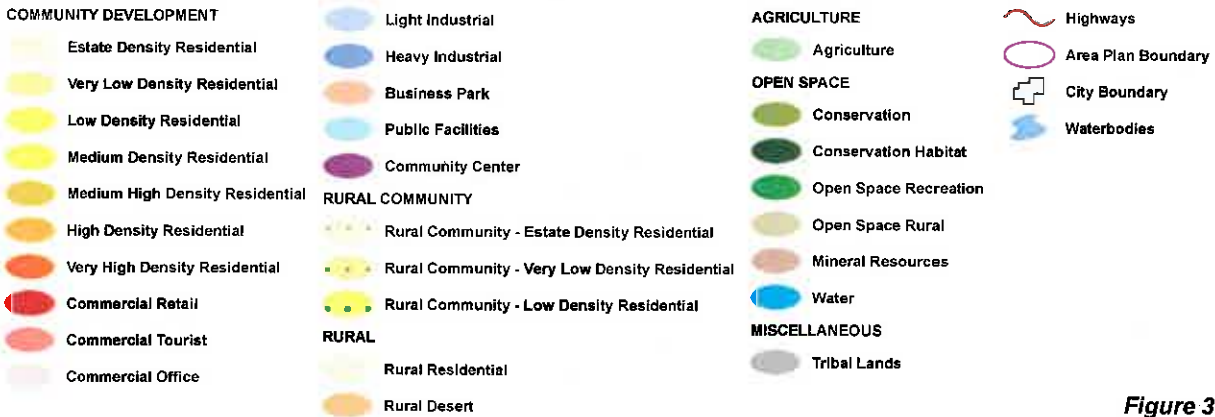 COMMUNITY DEVELOPMENT
Estate Density Residential
Very Low Density Residential
Low Density Residential
Medium Density Residential
Medium High Density Residential
High Density Residential
Very High Density Residential
Commercial Retail
Commercial Tourist
Commercial Office
Light Industrial
Heavy Industrial
Business Park
Public Facilities
Community Center
RURAL COMMUNITY
Rural Community - Estate Density Residential
Rural Community - Very Low Density Residential
Rural Community - Low Density Residential
RURAL
Rural Residential
Rural Desert
AGRICULTURE
Agriculture
OPEN SPACE
Conservation
Conservation Habitat
Open Space Recreation
Open Space Rural
Mineral Resources
Water
MISCELLANEOUS
Tribal Lands
Highways
Area Plan Boundary
City Boundary
Waterbodies
Figure 3